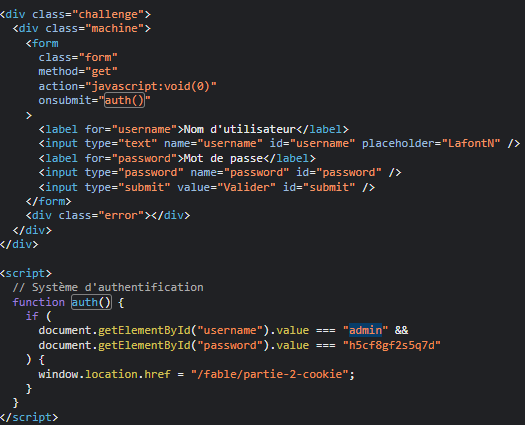 <div class="challenge">
<div class="machine">
<form
class="form"
method="get"
action="javascript:void(0)"
onsubmit="auth()"
>
<label for="username">Nom d'utilisateur</label>
<input type="text" name="username" id="username" placeholder="LafontN" />
<label for="password">Mot de passe</label>
<input type="password" name="password" id="password" />
<input type="submit" value="Valider" id="submit" />
</form>
<div class="error"></div>
</div>
</div>
<script>
// Système d'authentification
function auth() {
if (
document.getElementById("username").value === "admin" &&
document.getElementById("password").value === "h5cf8gf2s5q7d"
) {
window.location.href = "/fable/partie-2-cookie";
}
}
</script>